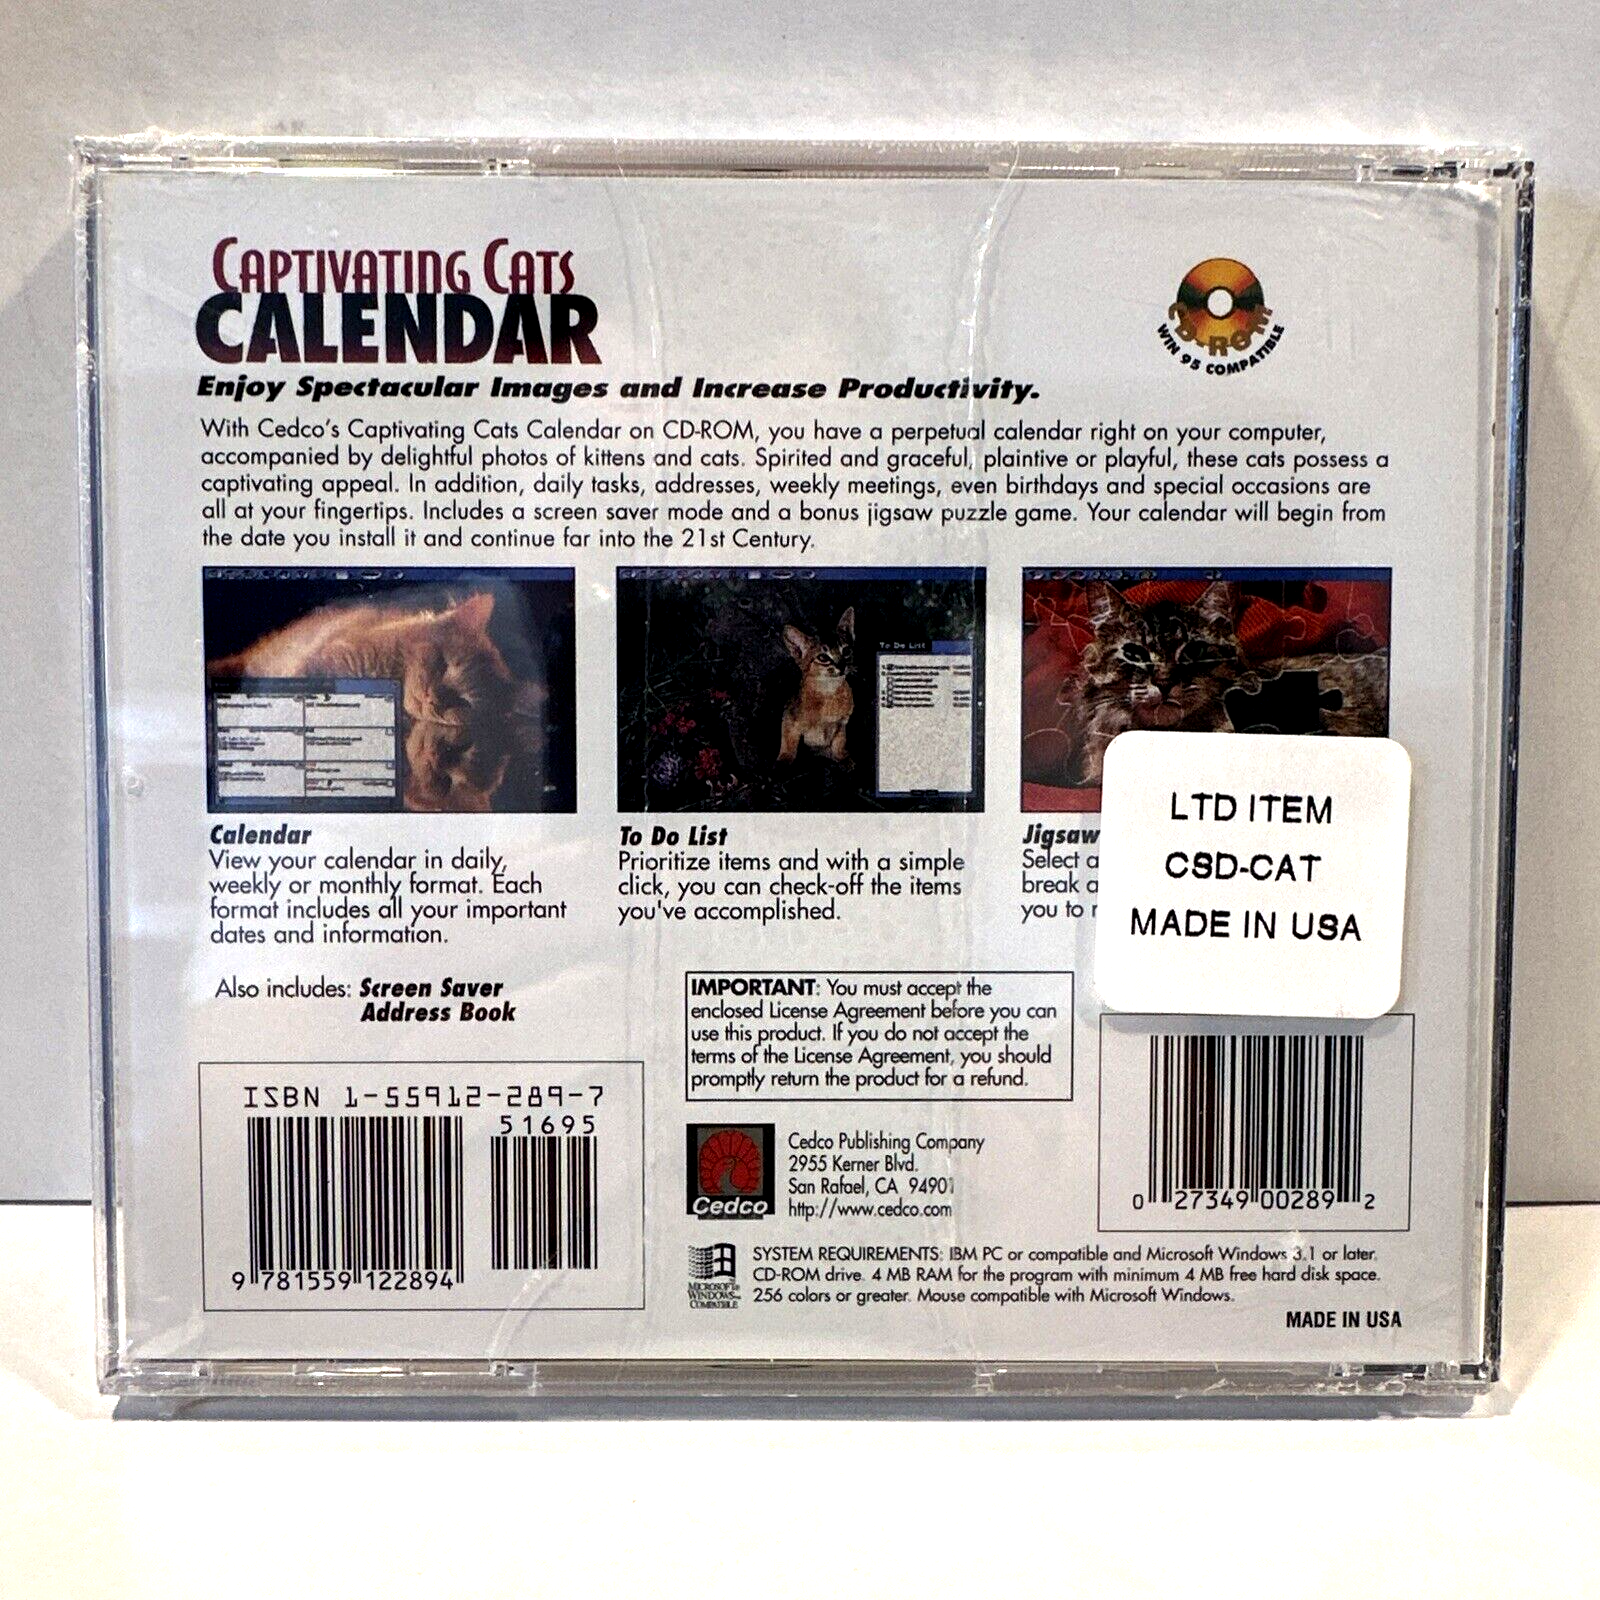 CAPTIVATING CATS
CALENDAR
CD-ROM
WIN 95 COMPATIBLE
Enjoy Spectacular Images and Increase Productivity.
With Cedco's Captivating Cats Calendar on CD-ROM, you have a perpetual calendar right on your computer,
accompanied by delightful photos of kittens and cats. Spirited and graceful, plaintive or playful, these cats possess a
captivating appeal. In addition, daily tasks, addresses, weekly meetings, even birthdays and special occasions are
all at your fingertips. Includes a screen saver mode and a bonus jigsaw puzzle game. Your calendar will begin from
the date you install it and continue far into the 21st Century.
To Do List
Calendar
View your calendar in daily,
weekly or monthly format. Each
format includes all your important
dates and information.
To Do List
Prioritize items and with a simple
click, you can check-off the items
you've accomplished.
Jigsaw
Select a
break a
you to
LTD ITEM
CSD-CAT
MADE IN USA
Also includes: Screen Saver
Address Book
IMPORTANT: You must accept the
enclosed License Agreement before you can
use this product. If you do not accept the
terms of the License Agreement, you should
promptly return the product for a refund.
ISBN 1-55912-289-7
51695
9 781559 122894
Cedco
Cedco Publishing Company
2955 Kerner Blvd.
San Rafael, CA 94901
http://www.cedco.com
0 27349 00289 2
MICROSOFT®
WINDOWS™
COMPATIBLE
SYSTEM REQUIREMENTS: IBM PC or compatible and Microsoft Windows 3.1 or later.
CD-ROM drive. 4 MB RAM for the program with minimum 4 MB free hard disk space.
256 colors or greater. Mouse compatible with Microsoft Windows.
MADE IN USA